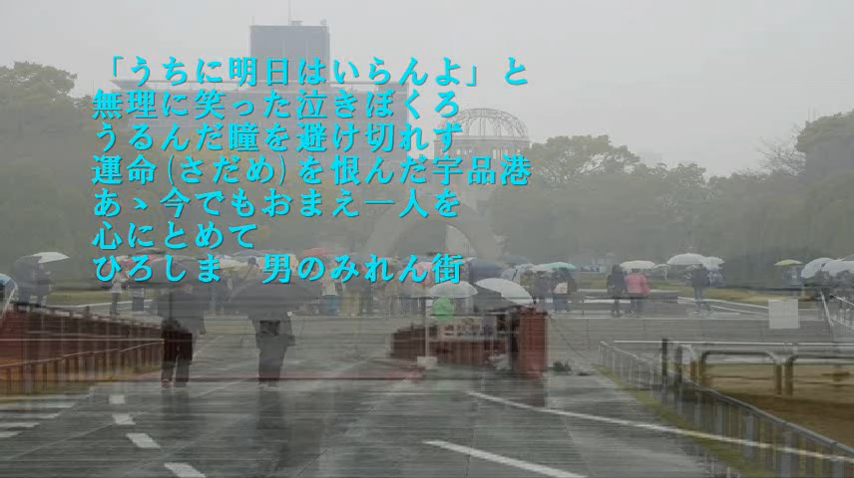 「うちに明日はいらんよ」と
無理に笑った泣きぼくろ
うるんだ瞳を避け切れず
運命(さだめ)を恨んだ宇品港
あゝ今でもおまえ一人を
心にとめて
ひろしま　男のみれん街